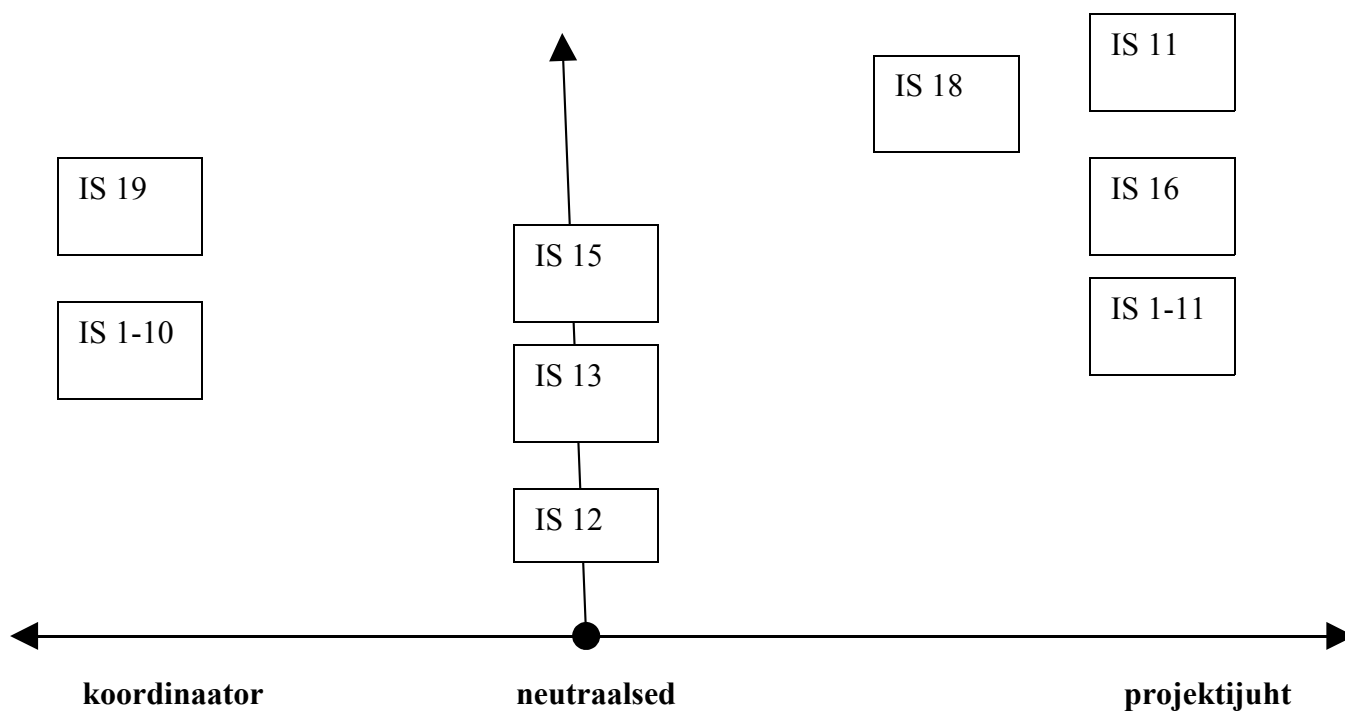 IS 11
IS 18
IS 19
IS 16
IS 15
IS 1-10
IS 1-11
IS 13
IS 12
koordinaator
neutraalsed
projektijuht